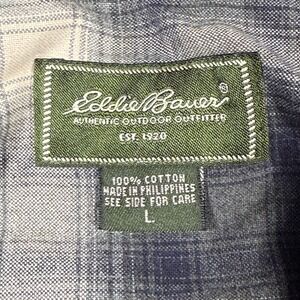 Eddie Bauer®
AUTHENTIC OUTDOOR OUTFITTER
EST. 1920
100% COTTON
MADE IN PHILIPPINES
SEE SIDE FOR CARE
L